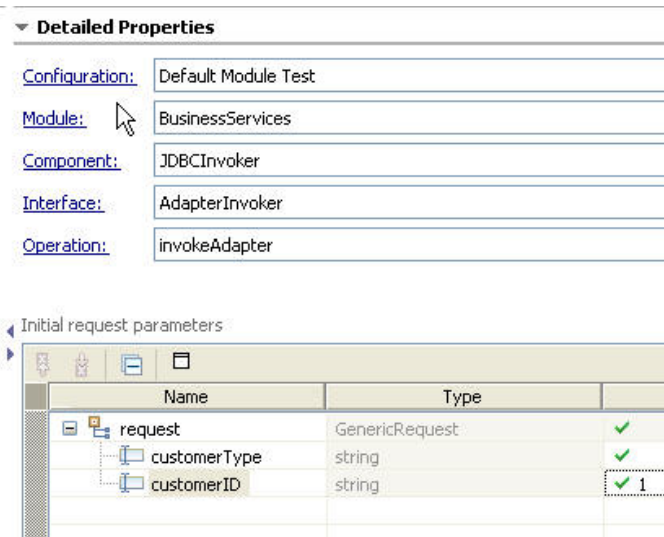 Detailed Properties
Configuration: Default Module Test
Module: BusinessServices
Component: JDBCInvoker
Interface: AdapterInvoker
Operation: invokeAdapter
Initial request parameters
Name Type
request GenericRequest
customerType string
customerID string 1